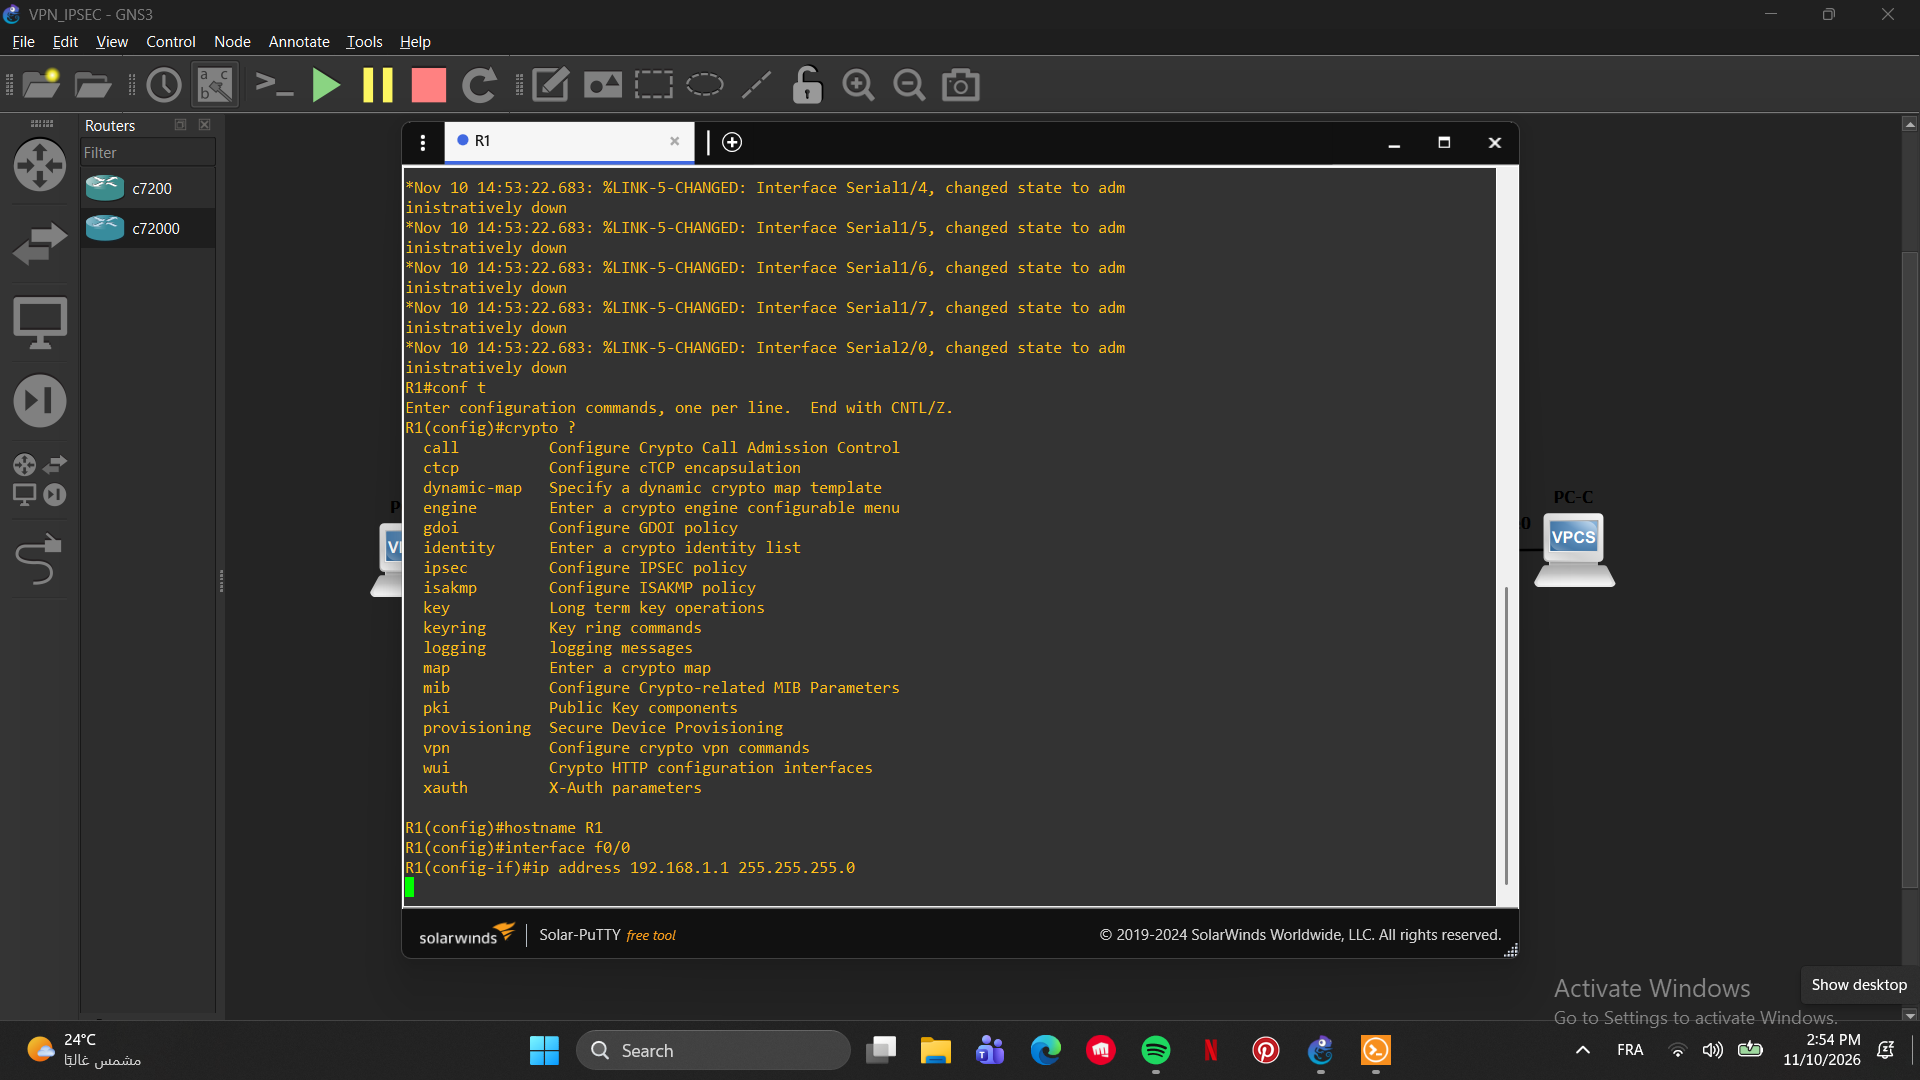 VPN_IPSEC - GNS3
File Edit View Control Node Annotate Tools Help
Routers
Filter
c7200
c72000
R1
*Nov 10 14:53:22.683: %LINK-5-CHANGED: Interface Serial1/4, changed state to adm
inistratively down
*Nov 10 14:53:22.683: %LINK-5-CHANGED: Interface Serial1/5, changed state to adm
inistratively down
*Nov 10 14:53:22.683: %LINK-5-CHANGED: Interface Serial1/6, changed state to adm
inistratively down
*Nov 10 14:53:22.683: %LINK-5-CHANGED: Interface Serial1/7, changed state to adm
inistratively down
*Nov 10 14:53:22.683: %LINK-5-CHANGED: Interface Serial2/0, changed state to adm
inistratively down
R1#conf t
Enter configuration commands, one per line.  End with CNTL/Z.
R1(config)#crypto ?
call Configure Crypto Call Admission Control
ctcp Configure cTCP encapsulation
dynamic-map Specify a dynamic crypto map template
engine Enter a crypto engine configurable menu
gdoi Configure GDOI policy
identity Enter a crypto identity list
ipsec Configure IPSEC policy
isakmp Configure ISAKMP policy
key Long term key operations
keyring Key ring commands
logging logging messages
map Enter a crypto map
mib Configure Crypto-related MIB Parameters
pki Public Key components
provisioning Secure Device Provisioning
vpn Configure crypto vpn commands
wui Crypto HTTP configuration interfaces
xauth X-Auth parameters
R1(config)#hostname R1
R1(config)#interface f0/0
R1(config-if)#ip address 192.168.1.1 255.255.255.0
P
V
PC-C
0
VPCS
solarwinds
Solar-PuTTY free tool
© 2019-2024 SolarWinds Worldwide, LLC. All rights reserved.
Activate Windows
Go to Settings to activate Windows.
Show desktop
24°C
مشمس غالبًا
Search
FRA
2:54 PM
11/10/2026